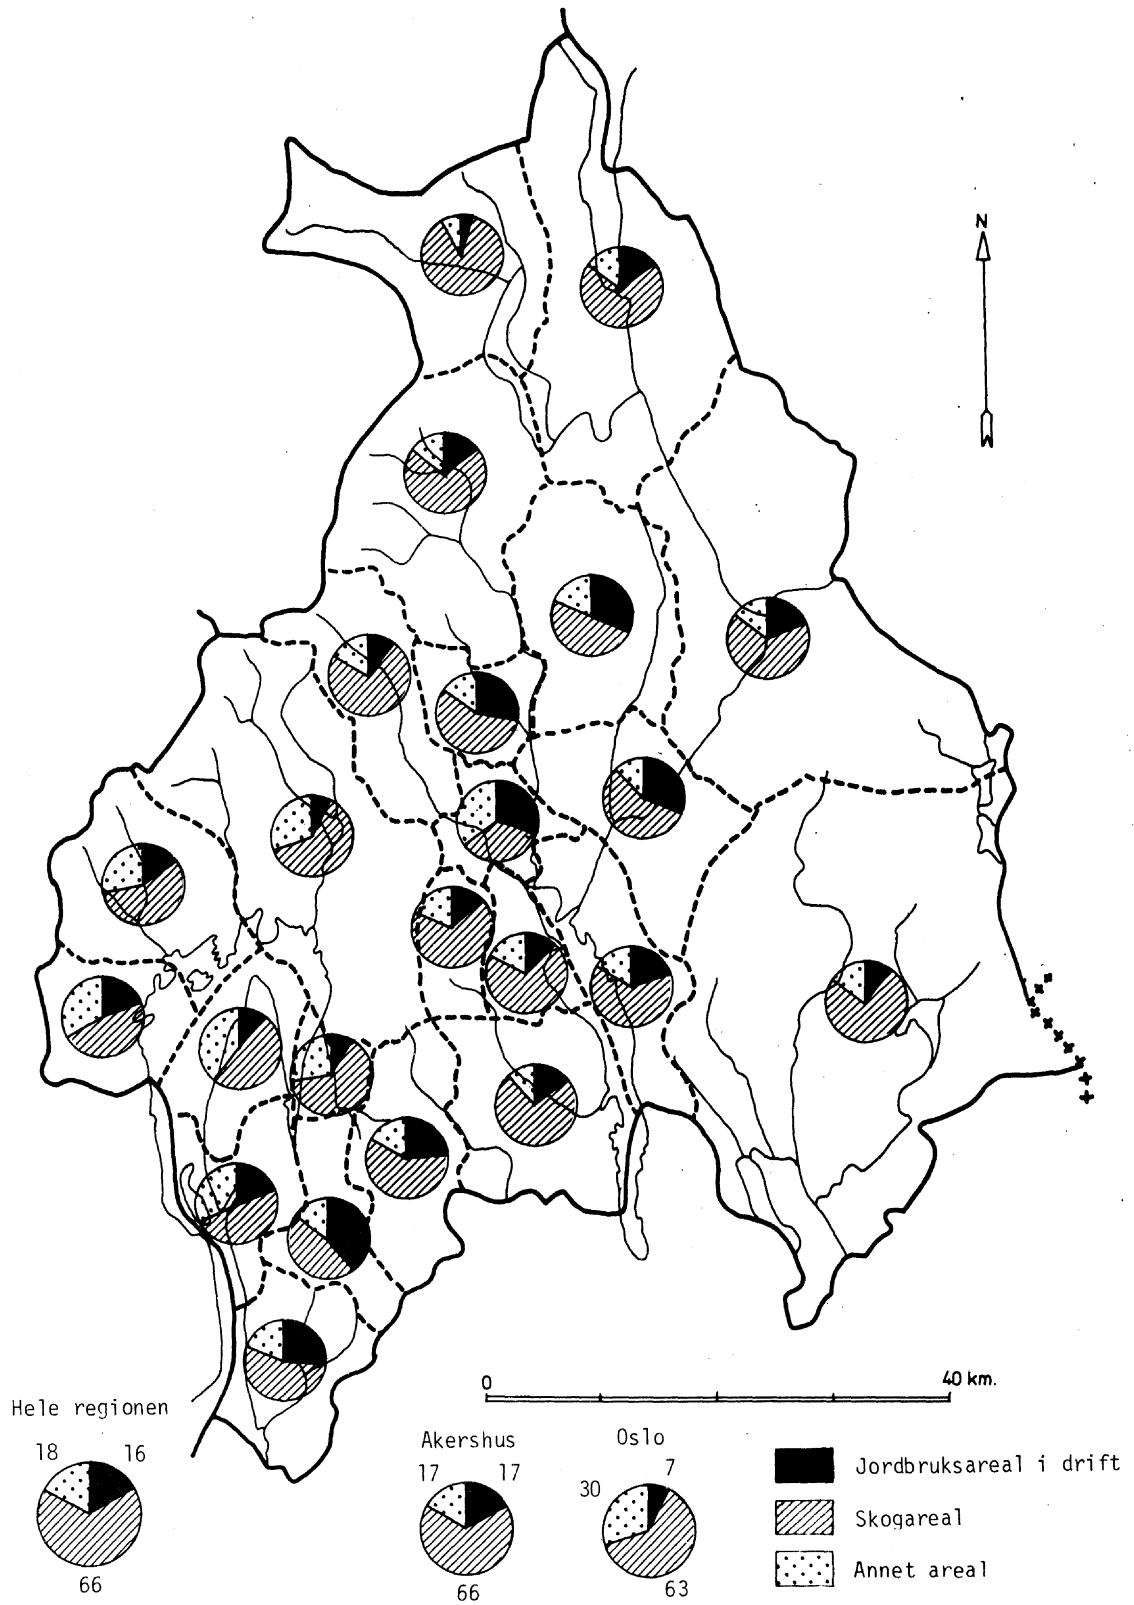 N
0 40 km.
Hele regionen
18 16
66
Akershus
17 17
66
Oslo
7
30
63
Jordbruksareal i drift
Skogareal
Annet areal